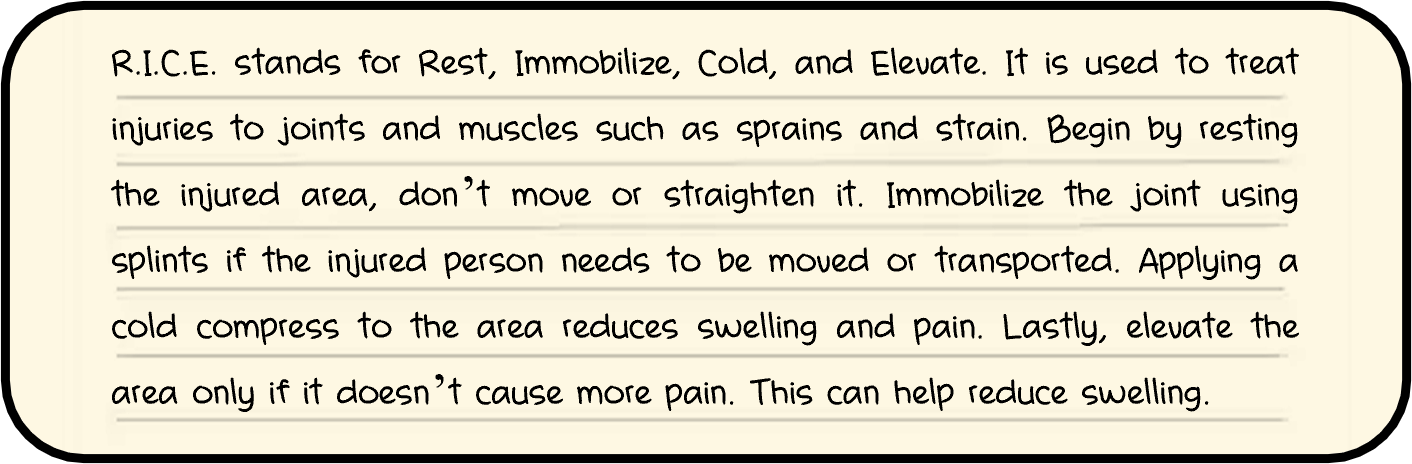 R.I.C.E. stands for Rest, Immobilize, Cold, and Elevate. It is used to treat
injuries to joints and muscles such as sprains and strain. Begin by resting
the injured area, don’t move or straighten it. Immobilize the joint using
splints if the injured person needs to be moved or transported. Applying a
cold compress to the area reduces swelling and pain. Lastly, elevate the
area only if it doesn’t cause more pain. This can help reduce swelling.